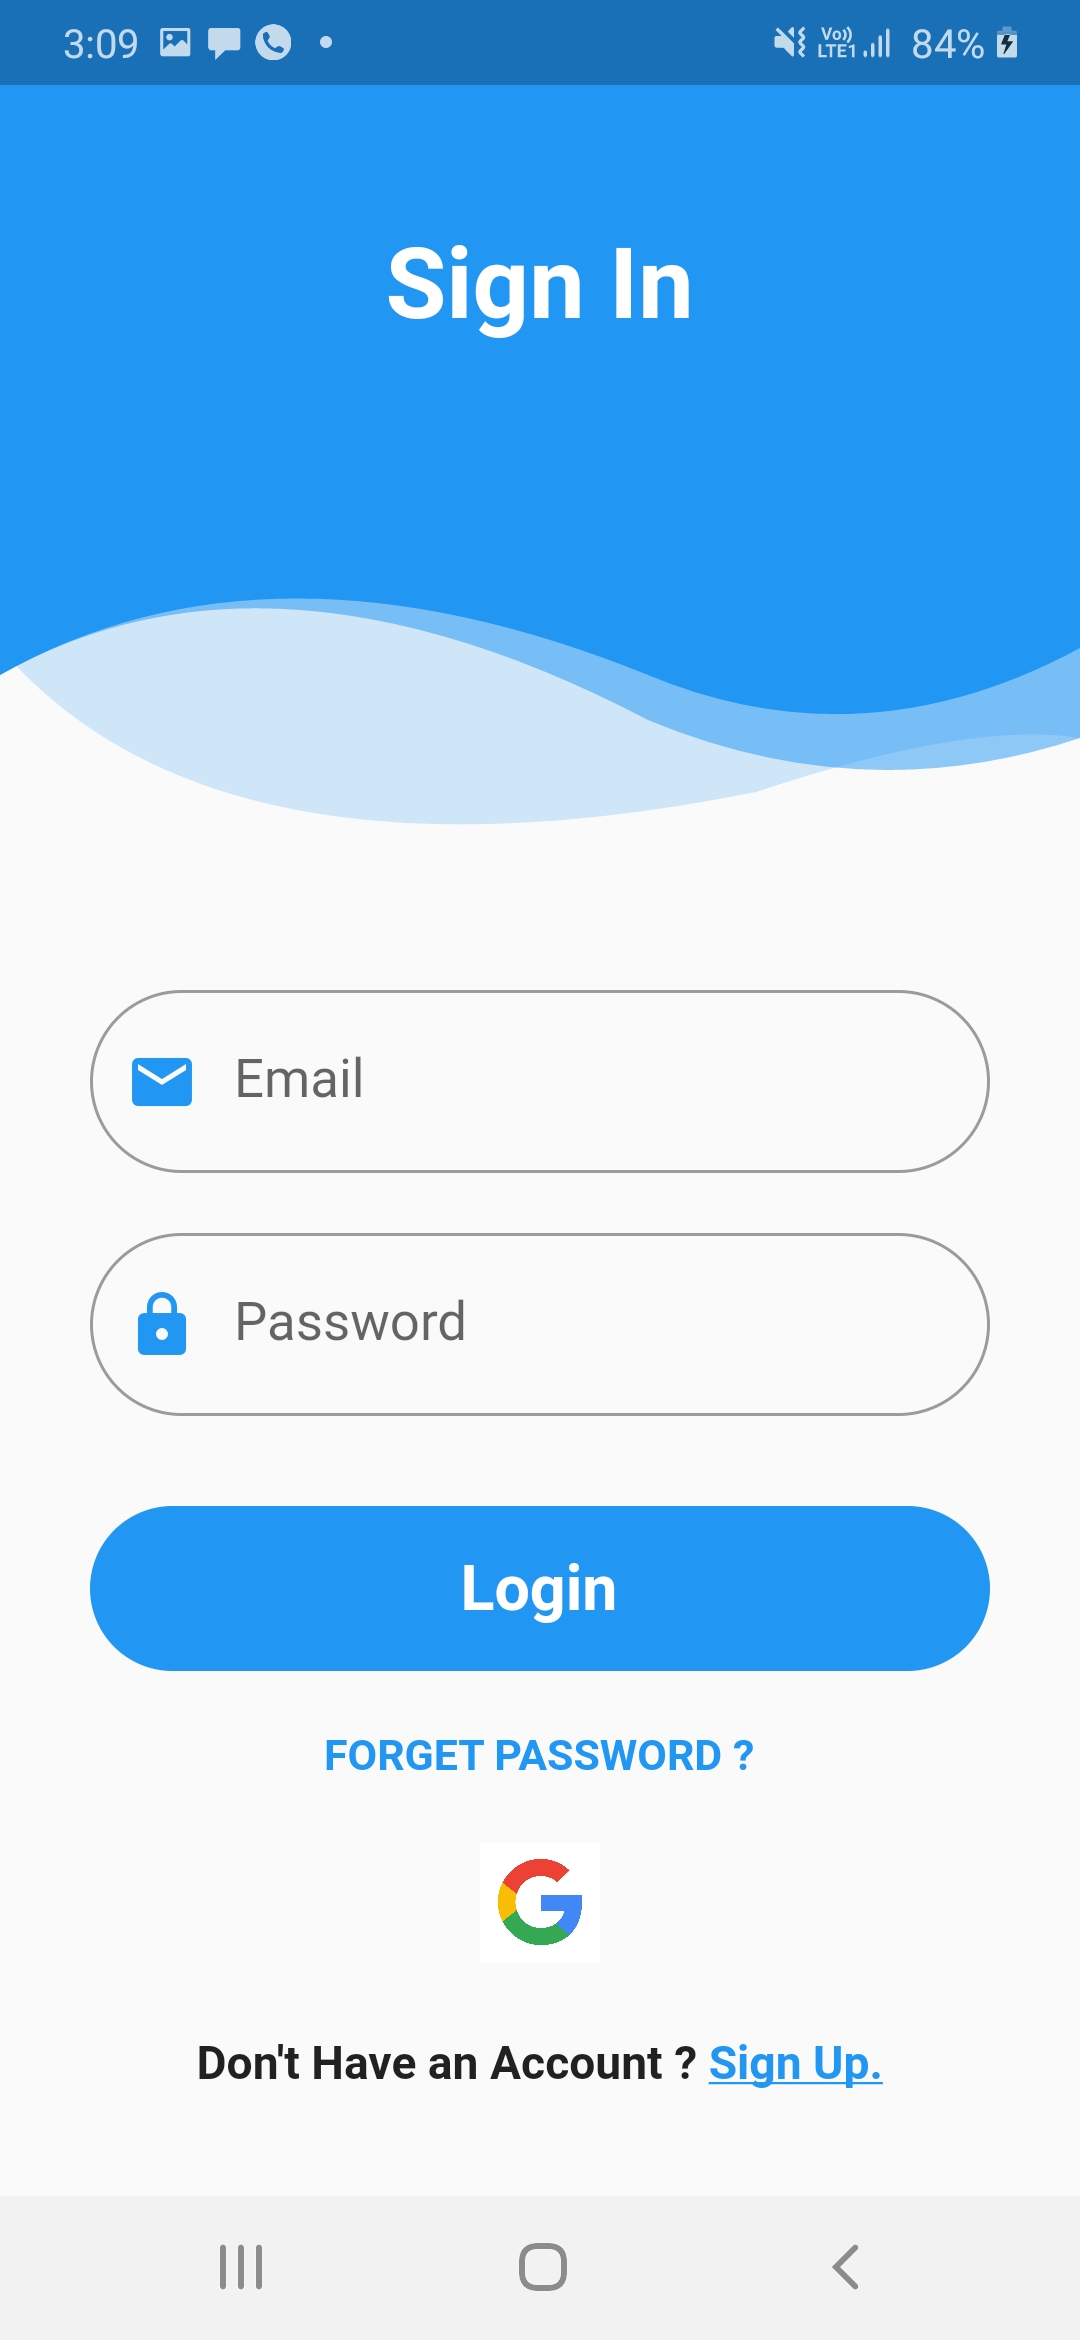 3:09 Vo)) LTE1 84%
Sign In
Email
Password
Login
FORGET PASSWORD ?
Don't Have an Account ? Sign Up.